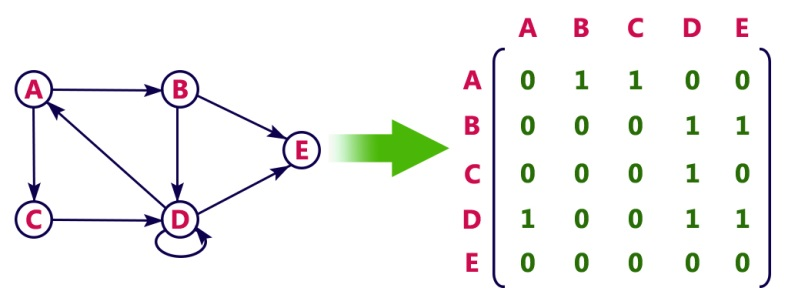 A B
E
C D
A B C D E
A 0 1 1 0 0
B 0 0 0 1 1
C 0 0 0 1 0
D 1 0 0 1 1
E 0 0 0 0 0